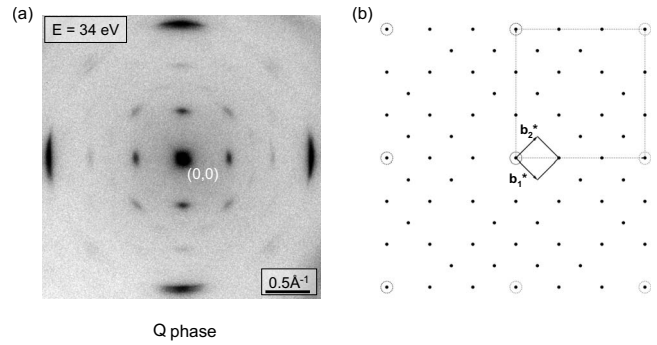 (a)
E = 34 eV
(0,0)
0.5Å⁻¹
Q phase
(b)
b₂*
b₁*